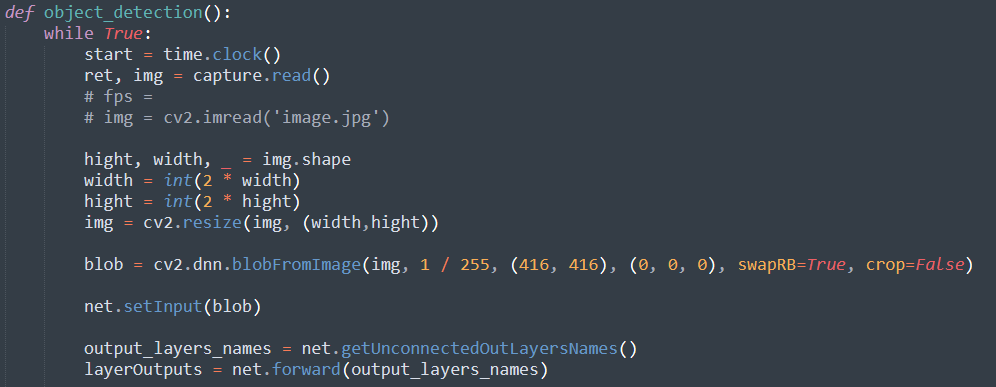 def object_detection():
    while True:
        start = time.clock()
        ret, img = capture.read()
        # fps =
        # img = cv2.imread('image.jpg')

        hight, width, _ = img.shape
        width = int(2 * width)
        hight = int(2 * hight)
        img = cv2.resize(img, (width,hight))

        blob = cv2.dnn.blobFromImage(img, 1 / 255, (416, 416), (0, 0, 0), swapRB=True, crop=False)

        net.setInput(blob)

        output_layers_names = net.getUnconnectedOutLayersNames()
        layerOutputs = net.forward(output_layers_names)